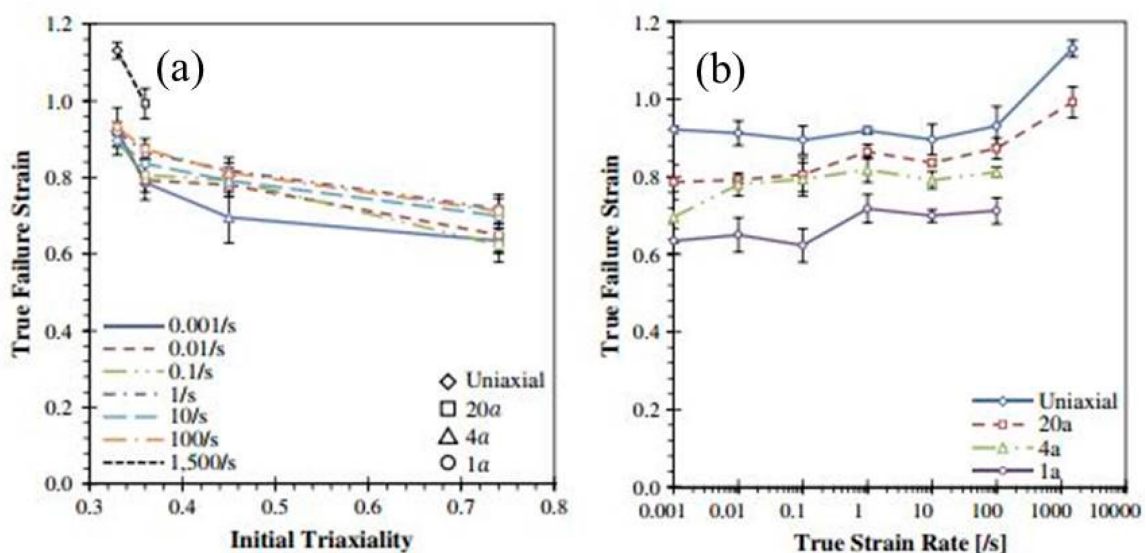 (a)
True Failure Strain
1.2
1.0
0.8
0.6
0.4
0.2
0.0
0.001/s
0.01/s
0.1/s
1/s
10/s
100/s
1,500/s
Uniaxial
20a
4a
1a
0.3
0.4
0.5
0.6
0.7
0.8
Initial Triaxiality
(b)
True Failure Strain
1.2
1.0
0.8
0.6
0.4
0.2
0.0
Uniaxial
20a
4a
1a
0.001
0.01
0.1
1
10
100
1000
10000
True Strain Rate [/s]